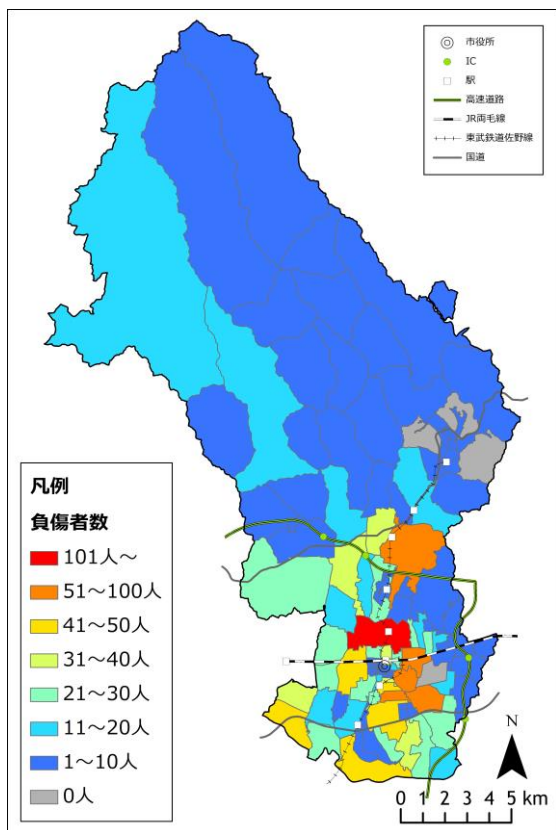 市役所
IC
駅
高速道路
JR両毛線
東武鉄道佐野線
国道
凡例
負傷者数
101人～
51～100人
41～50人
31～40人
21～30人
11～20人
1～10人
0人
N
0 1 2 3 4 5 km